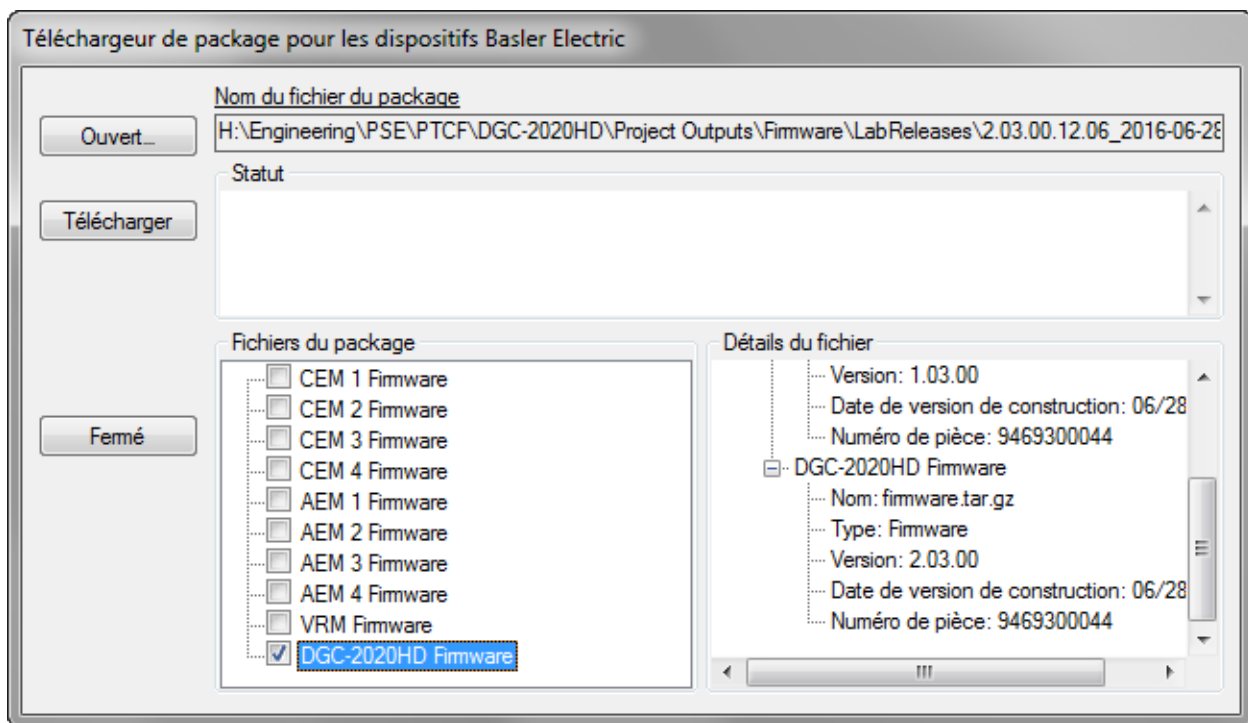 Téléchargeur de package pour les dispositifs Basler Electric
Nom du fichier du package
Ouvert...
H:\Engineering\PSE\PTCF\DGC-2020HD\Project Outputs\Firmware\LabReleases\2.03.00.12.06_2016-06-28
Statut
Télécharger
Fichiers du package
CEM 1 Firmware
CEM 2 Firmware
CEM 3 Firmware
CEM 4 Firmware
AEM 1 Firmware
AEM 2 Firmware
AEM 3 Firmware
AEM 4 Firmware
VRM Firmware
DGC-2020HD Firmware
Fermé
Détails du fichier
Version: 1.03.00
Date de version de construction: 06/28
Numéro de pièce: 9469300044
DGC-2020HD Firmware
Nom: firmware.tar.gz
Type: Firmware
Version: 2.03.00
Date de version de construction: 06/28
Numéro de pièce: 9469300044